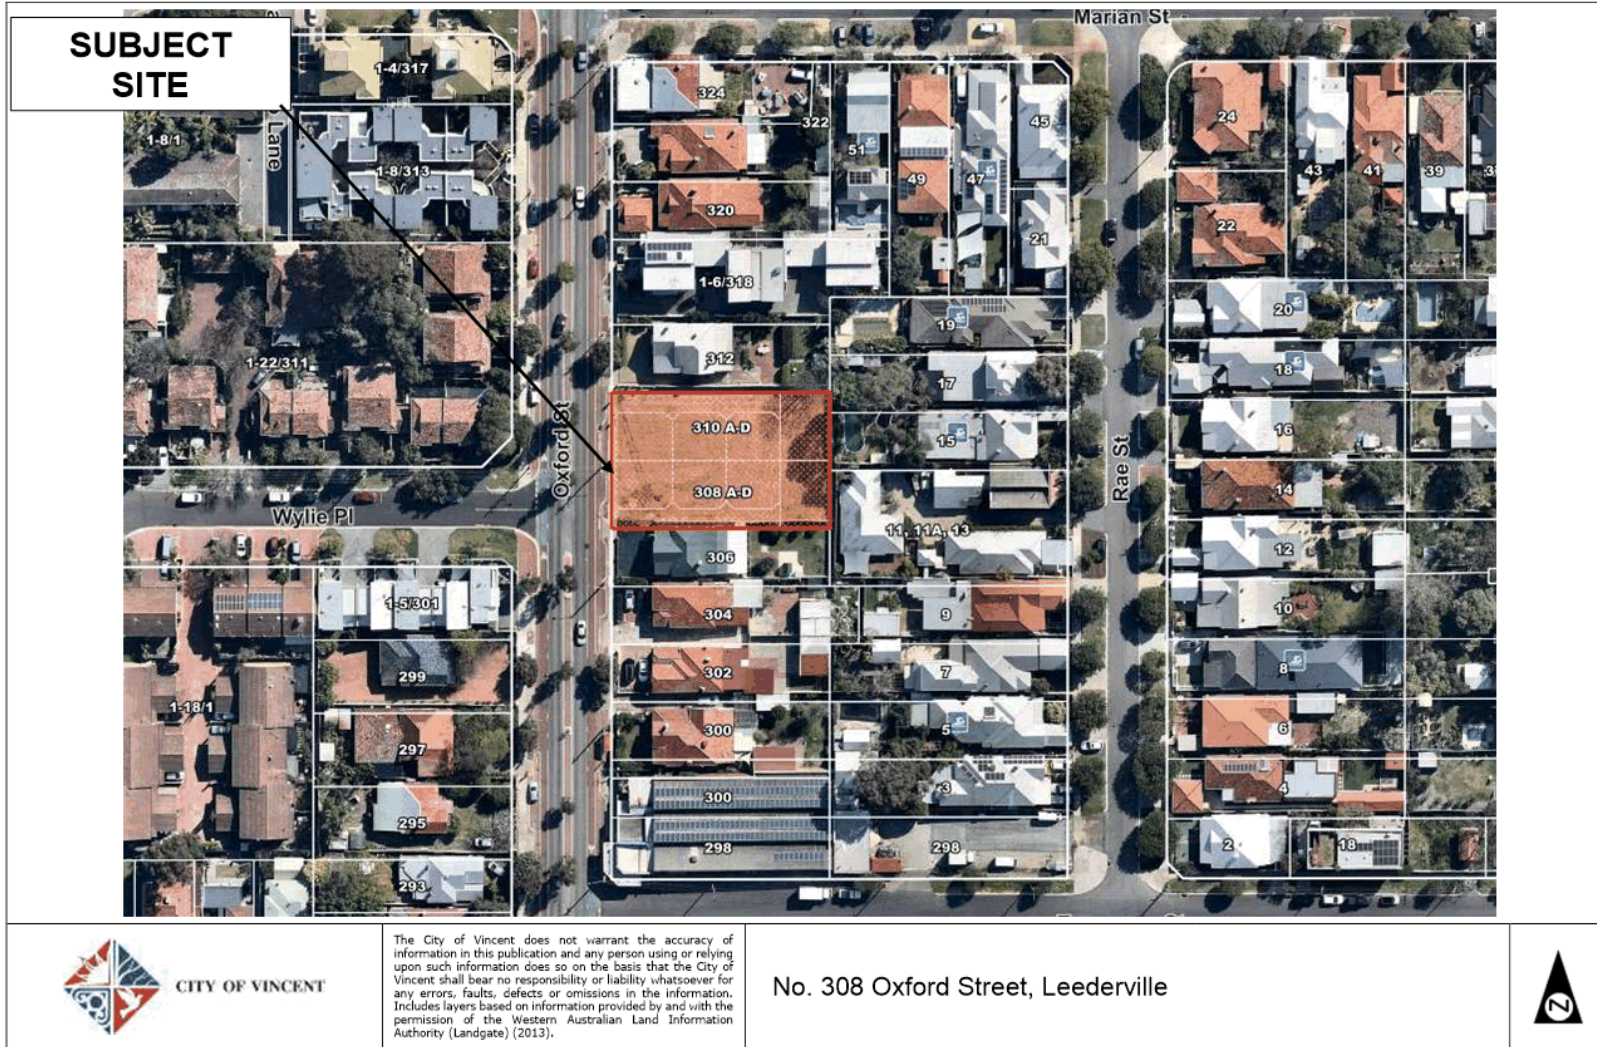 SUBJECT
SITE
Marian St
1-4/317
324
322
45
24
1-8/1
Lane
51
1-8/313
49
47
43
41
39
320
21
22
1-6/318
20
19
312
1-22/311
17
18
Oxford St
310 A-D
15
16
Rae St
308 A-D
14
Wylie Pl
11, 11A, 13
306
12
1-5/301
304
9
10
299
302
7
8
1-18/1
297
300
5
6
300
3
4
295
298
298
2
18
293
CITY OF VINCENT
The City of Vincent does not warrant the accuracy of
information in this publication and any person using or relying
upon such information does so on the basis that the City of
Vincent shall bear no responsibility or liability whatsoever for
any errors, faults, defects or omissions in the information.
Includes layers based on information provided by and with the
permission of the Western Australian Land Information
Authority (Landgate) (2013).
No. 308 Oxford Street, Leederville
N